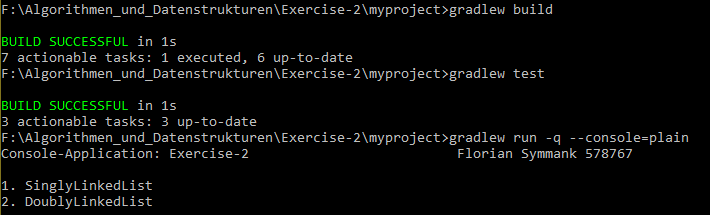 F:\Algorithmen_und_Datenstrukturen\Exercise-2\myproject>gradlew build
BUILD SUCCESSFUL in 1s
7 actionable tasks: 1 executed, 6 up-to-date
F:\Algorithmen_und_Datenstrukturen\Exercise-2\myproject>gradlew test
BUILD SUCCESSFUL in 1s
3 actionable tasks: 3 up-to-date
F:\Algorithmen_und_Datenstrukturen\Exercise-2\myproject>gradlew run -q --console=plain
Console-Application: Exercise-2 Florian Symmank 578767
1. SinglyLinkedList
2. DoublyLinkedList